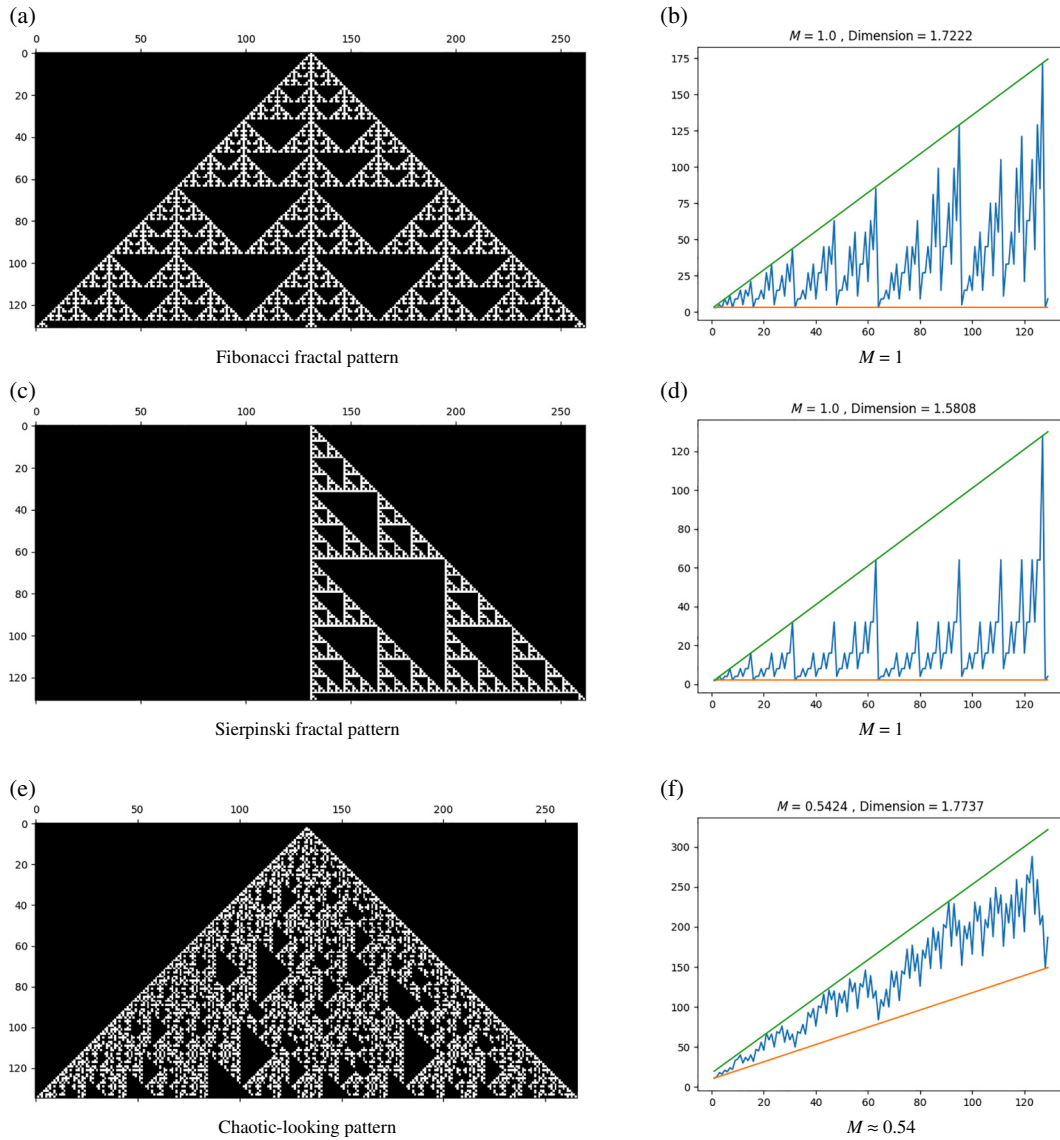 (a)
0 50 100 150 200 250
0
20
40
60
80
100
120
Fibonacci fractal pattern
(b)
M = 1.0 , Dimension = 1.7222
175
150
125
100
75
50
25
0
0 20 40 60 80 100 120
M = 1
(c)
0 50 100 150 200 250
0
20
40
60
80
100
120
Sierpinski fractal pattern
(d)
M = 1.0 , Dimension = 1.5808
120
100
80
60
40
20
0
0 20 40 60 80 100 120
M = 1
(e)
0 50 100 150 200 250
0
20
40
60
80
100
120
Chaotic-looking pattern
(f)
M = 0.5424 , Dimension = 1.7737
300
250
200
150
100
50
0
0 20 40 60 80 100 120
M ≈ 0.54